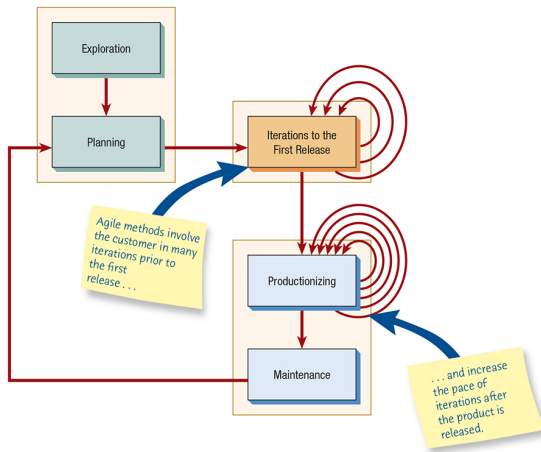 Exploration
Planning
Iterations to the
First Release
Agile methods involve
the customer in many
iterations prior to
the first
release . . .
Productionizing
Maintenance
. . . and increase
the pace of
iterations after
the product is
released.